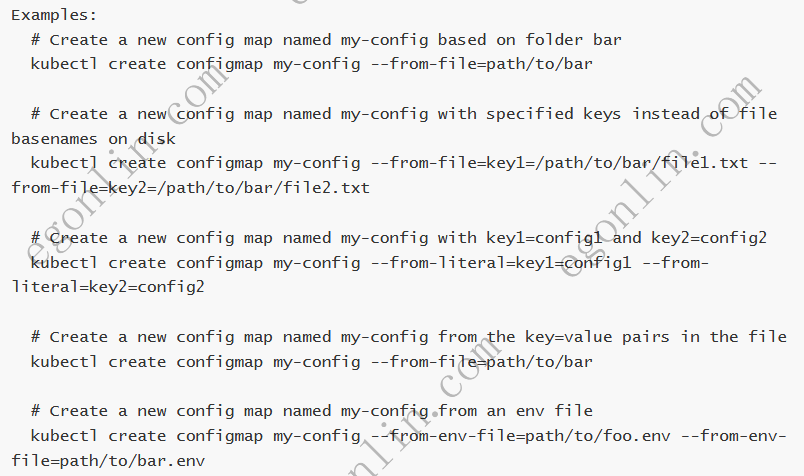 Examples:
  # Create a new config map named my-config based on folder bar
  kubectl create configmap my-config --from-file=path/to/bar

  # Create a new config map named my-config with specified keys instead of file
basenames on disk
  kubectl create configmap my-config --from-file=key1=/path/to/bar/file1.txt --
from-file=key2=/path/to/bar/file2.txt

  # Create a new config map named my-config with key1=config1 and key2=config2
  kubectl create configmap my-config --from-literal=key1=config1 --from-
literal=key2=config2

  # Create a new config map named my-config from the key=value pairs in the file
  kubectl create configmap my-config --from-file=path/to/bar

  # Create a new config map named my-config from an env file
  kubectl create configmap my-config --from-env-file=path/to/foo.env --from-env-
file=path/to/bar.env
egonlin.com
egonlin.com
egonlin.com